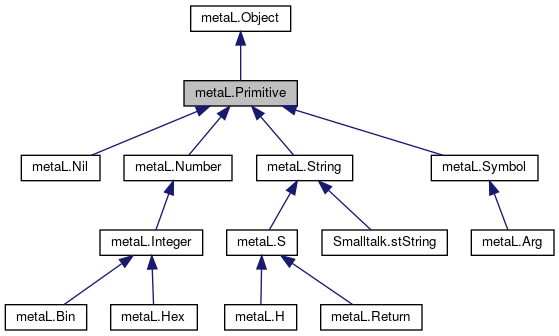 metaL.Object
metaL.Primitive
metaL.Nil
metaL.Number
metaL.String
metaL.Symbol
metaL.Integer
metaL.S
Smalltalk.stString
metaL.Arg
metaL.Bin
metaL.Hex
metaL.H
metaL.Return